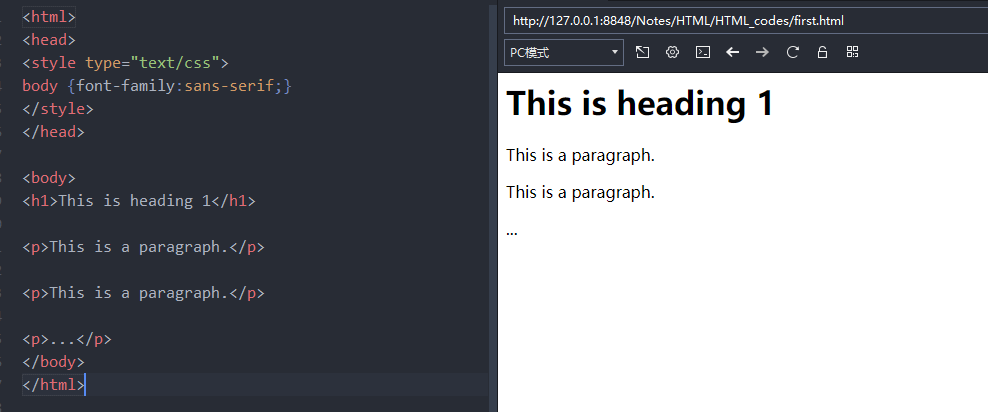 <html>
<head>
<style type="text/css">
body {font-family:sans-serif;}
</style>
</head>
<body>
<h1>This is heading 1</h1>
<p>This is a paragraph.</p>
<p>This is a paragraph.</p>
<p>...</p>
</body>
</html>
http://127.0.0.1:8848/Notes/HTML/HTML_codes/first.html
PC模式
This is heading 1
This is a paragraph.
This is a paragraph.
...